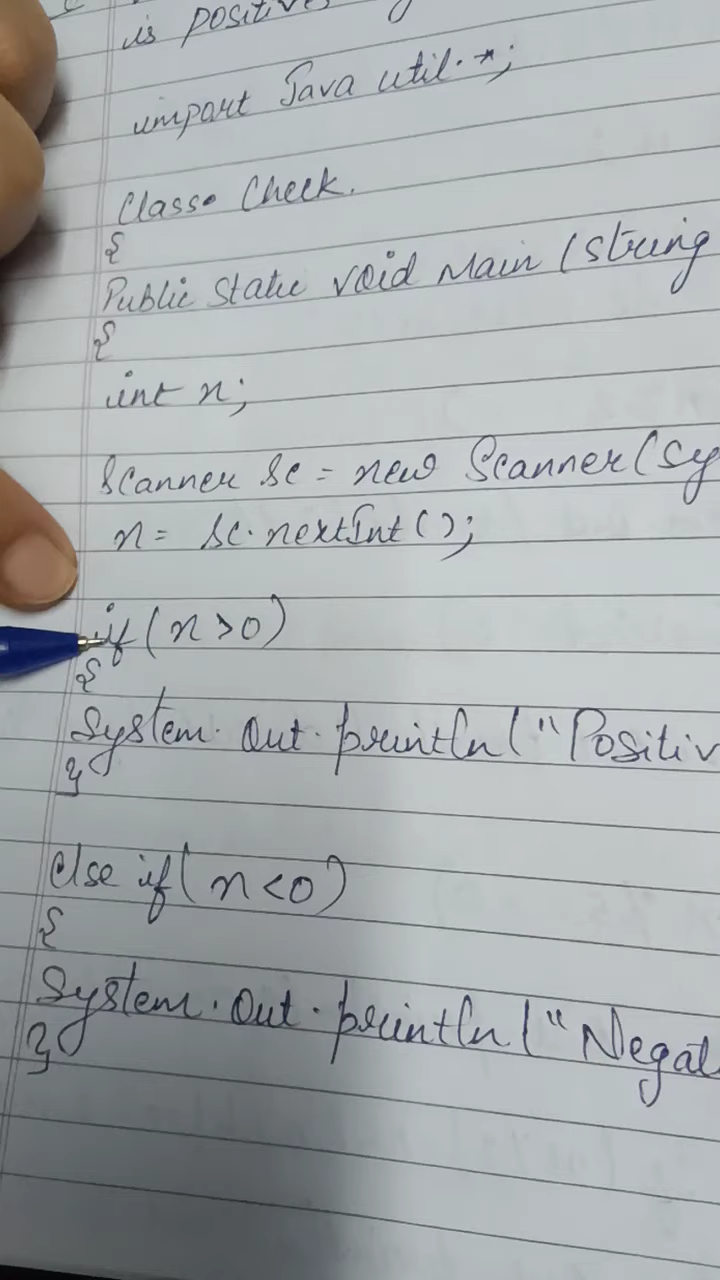 is positive
import Java util.*;
Class Check.
{
Public Static void Main (String
{
int n;
Scanner Sc = new Scanner(Sy
n = Sc.nextInt();
if (n>0)
{
System.Out.println("Positiv
}
else if (n<0)
{
System.Out.println("Negat
}